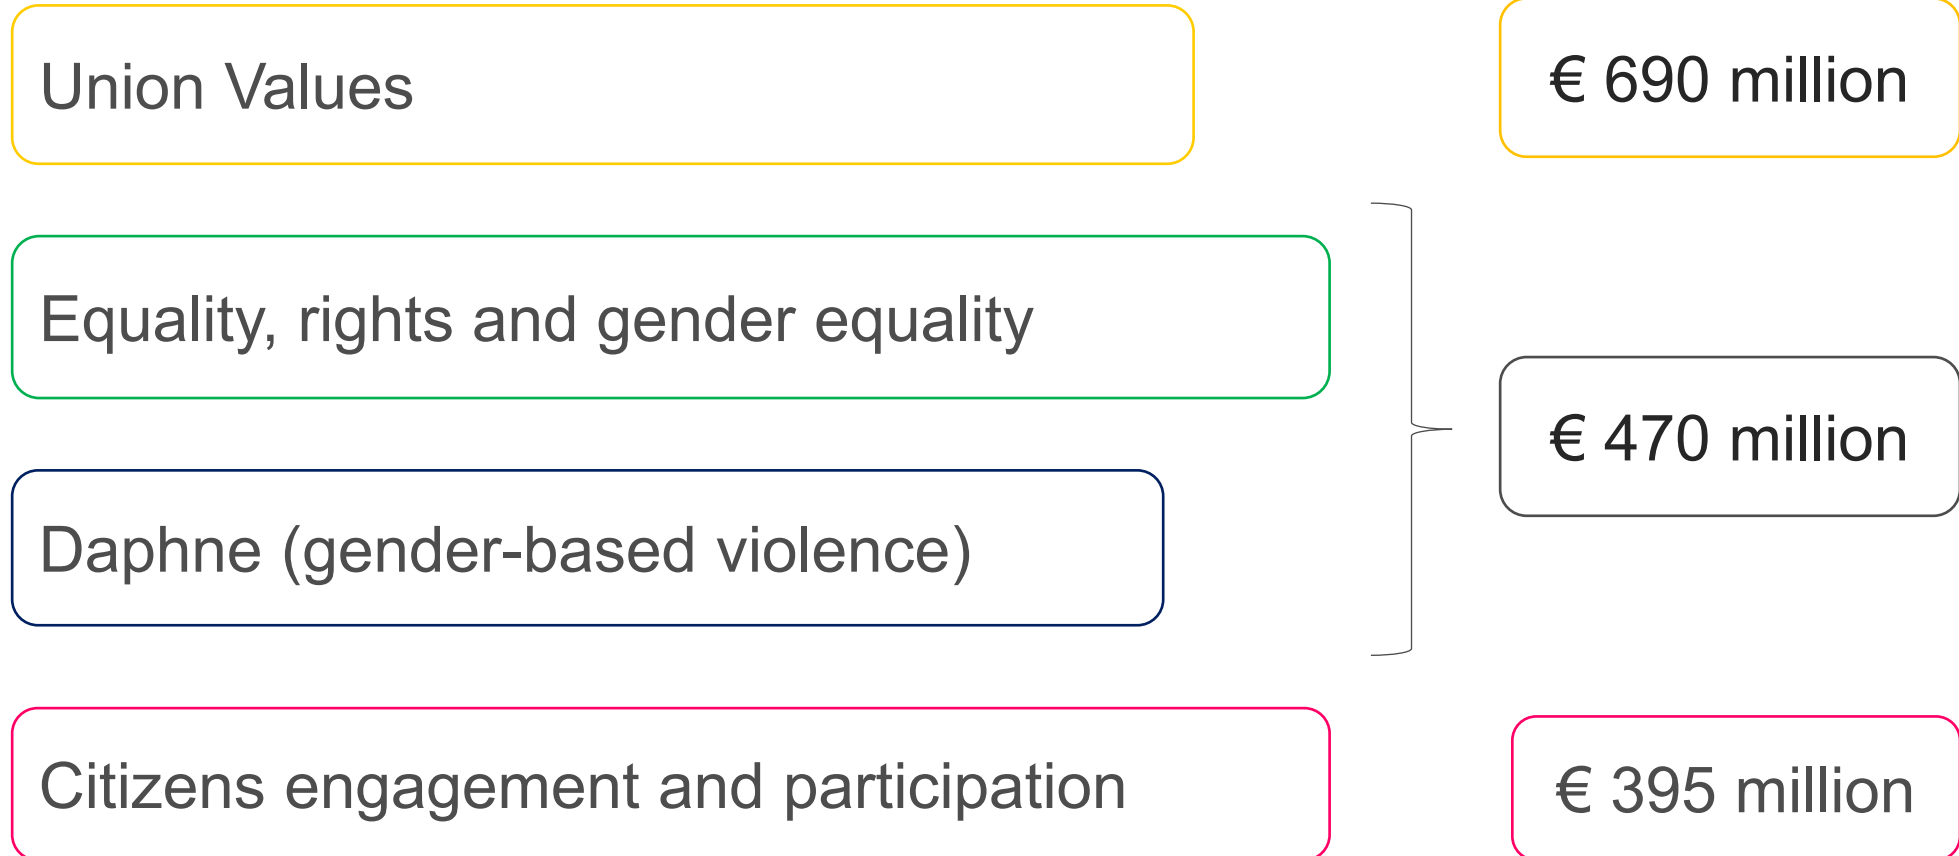 Union Values
€ 690 million
Equality, rights and gender equality
Daphne (gender-based violence)
€ 470 million
Citizens engagement and participation
€ 395 million